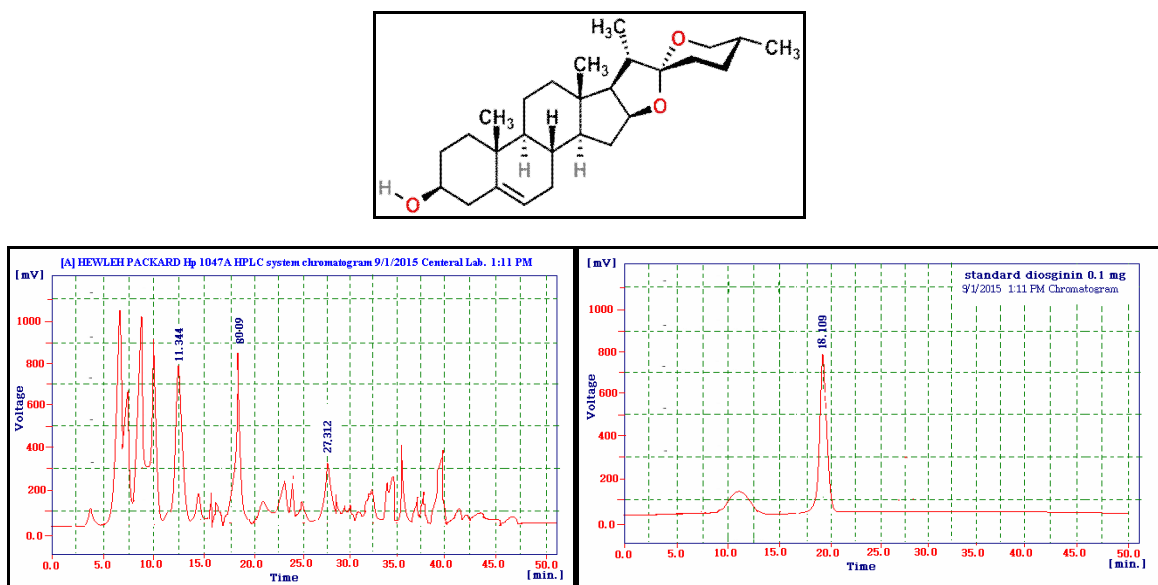 H₃C
O
CH₃
CH₃
O
CH₃
H
H
H
H
O
[mV]
[A] HEWLEH PACKARD Hp 1047A HPLC system chromatogram 9/1/2015 Centeral Lab. 1:11 PM
1000
800
600
400
200
0.0
Voltage
11.344
80-09
27,312
0.0 5.0 10.0 15.0 20.0 25.0 30.0 35.0 40.0 45.0 50.0
Time
[min.]
[mV]
standard diosginin 0.1 mg
9/1/2015 1:11 PM Chromatogram
1000
800
600
400
200
0.0
Voltage
18.109
0.0 5.0 10.0 15.0 20.0 25.0 30.0 35.0 40.0 45.0 50.0
Time
[min.]